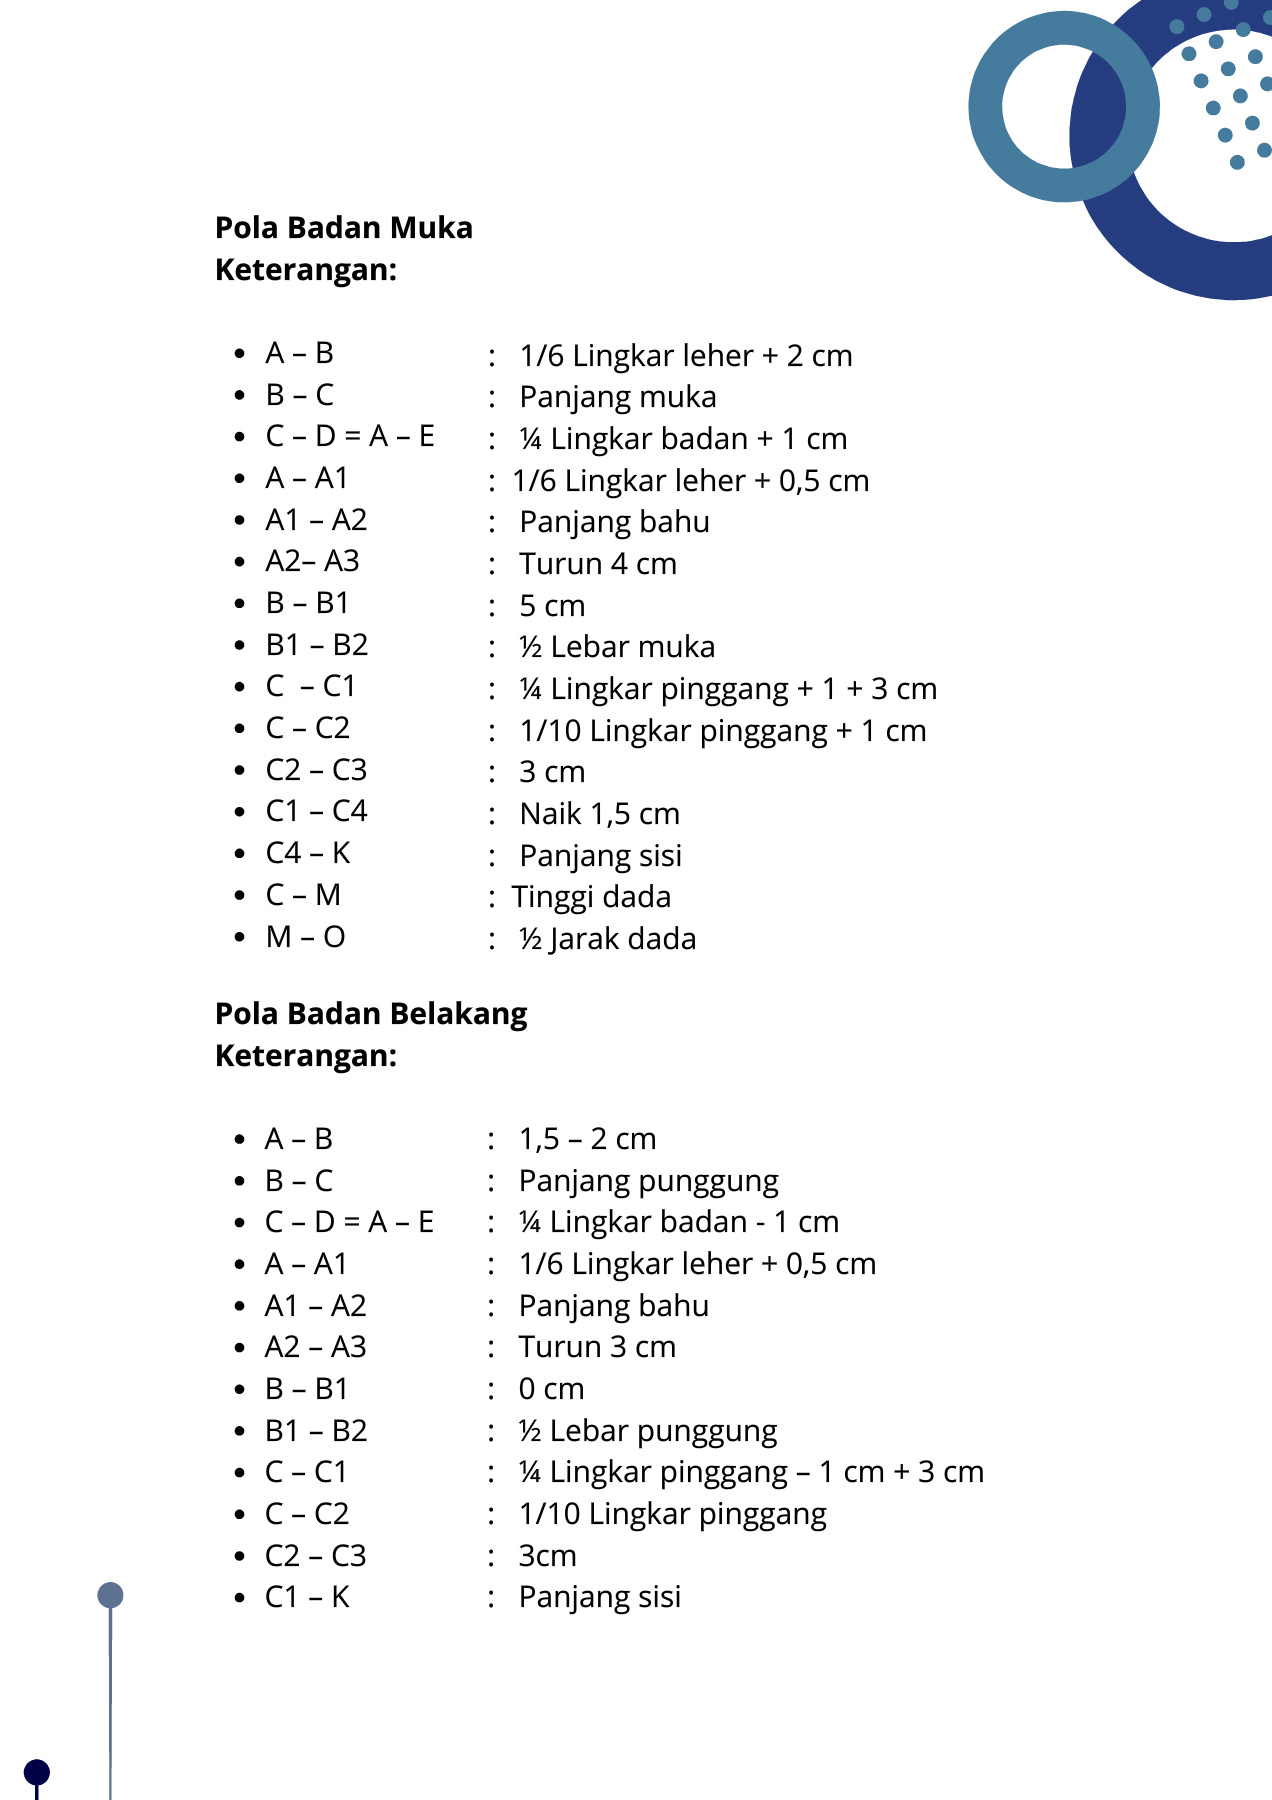 Pola Badan Muka
Keterangan:
• A – B : 1/6 Lingkar leher + 2 cm
• B – C : Panjang muka
• C – D = A – E : ¼ Lingkar badan + 1 cm
• A – A1 : 1/6 Lingkar leher + 0,5 cm
• A1 – A2 : Panjang bahu
• A2– A3 : Turun 4 cm
• B – B1 : 5 cm
• B1 – B2 : ½ Lebar muka
• C  – C1 : ¼ Lingkar pinggang + 1 + 3 cm
• C – C2 : 1/10 Lingkar pinggang + 1 cm
• C2 – C3 : 3 cm
• C1 – C4 : Naik 1,5 cm
• C4 – K : Panjang sisi
• C – M : Tinggi dada
• M – O : ½ Jarak dada
Pola Badan Belakang
Keterangan:
• A – B : 1,5 – 2 cm
• B – C : Panjang punggung
• C – D = A – E : ¼ Lingkar badan - 1 cm
• A – A1 : 1/6 Lingkar leher + 0,5 cm
• A1 – A2 : Panjang bahu
• A2 – A3 : Turun 3 cm
• B – B1 : 0 cm
• B1 – B2 : ½ Lebar punggung
• C – C1 : ¼ Lingkar pinggang – 1 cm + 3 cm
• C – C2 : 1/10 Lingkar pinggang
• C2 – C3 : 3cm
• C1 – K : Panjang sisi